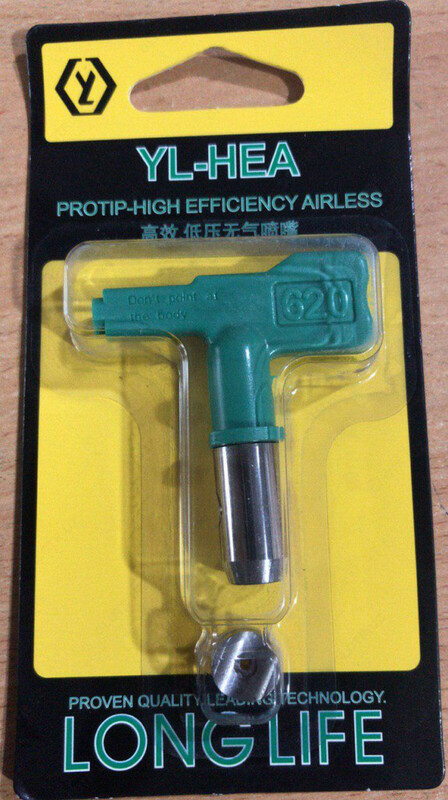 YL
YL-HEA
PROTIP-HIGH EFFICIENCY AIRLESS
高效 低压无气喷嘴
Don't point at
the body
620
PROVEN QUALITY.LEADING TECHNOLOGY.
LONG LIFE